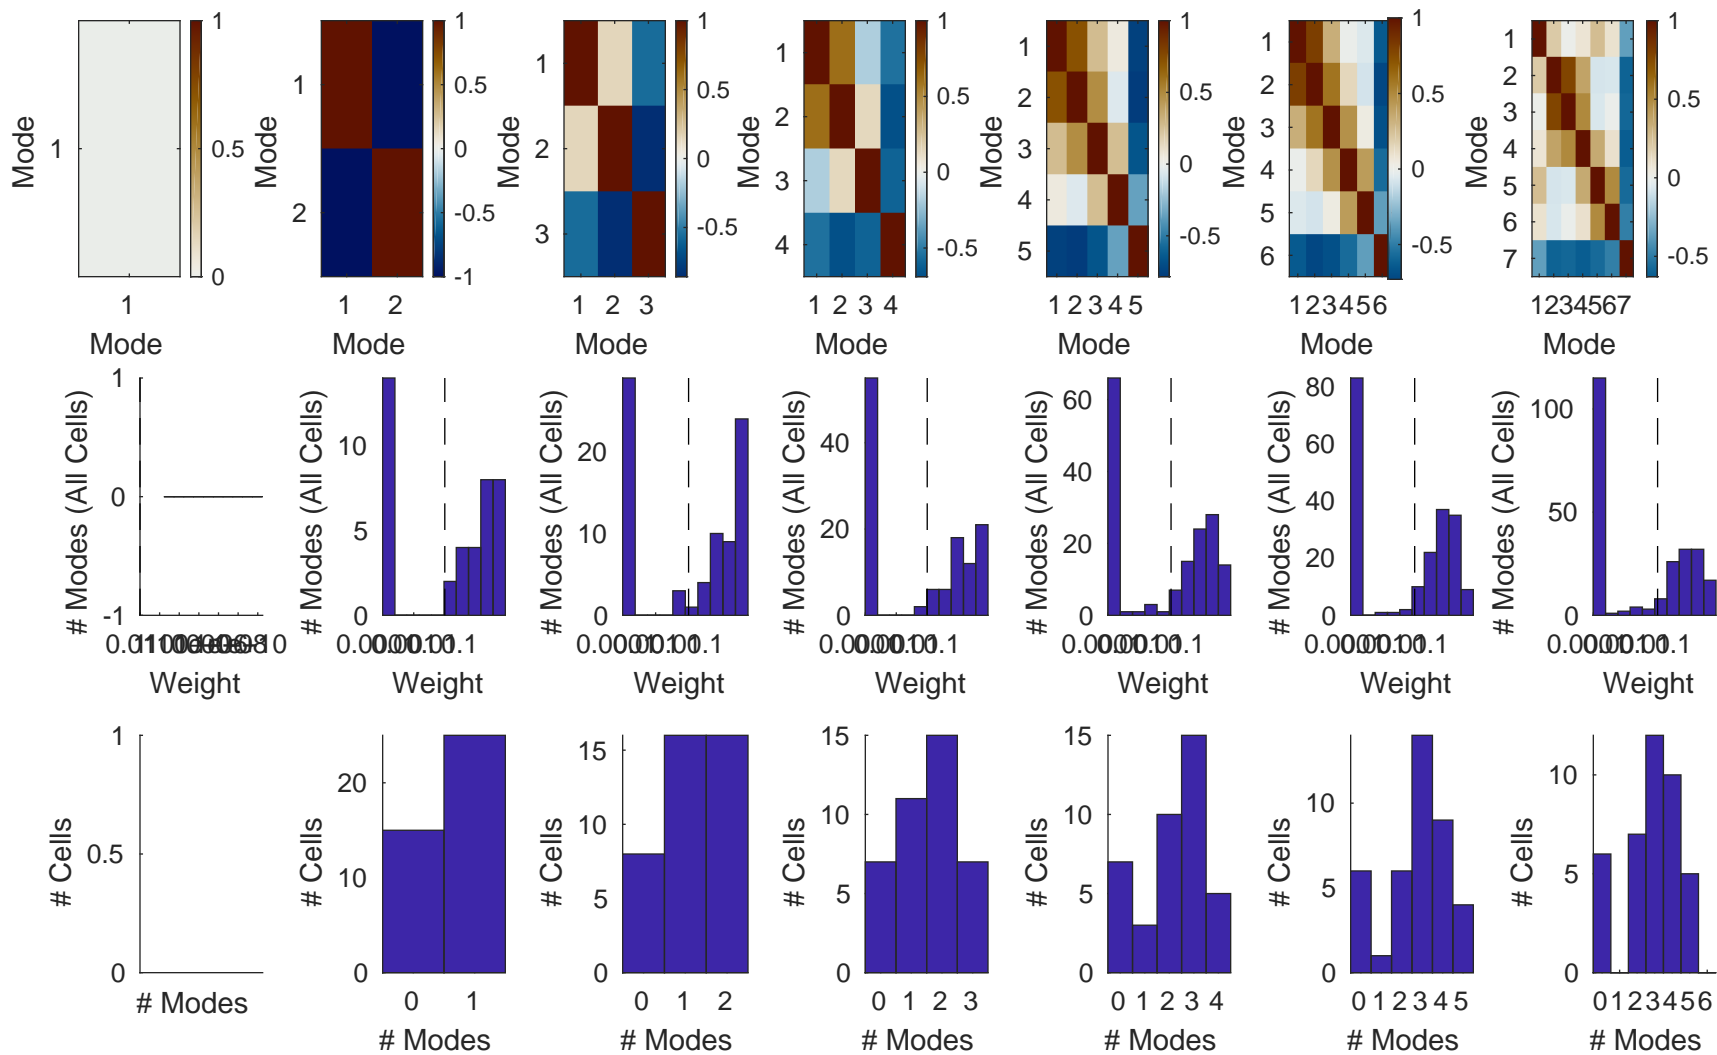 1
0.5
0
Mode
1
1
Mode
1
0.5
0
-0.5
-1
Mode
1
2
1 2
Mode
1
0.5
0
-0.5
Mode
1
2
3
1 2 3
Mode
1
0.5
0
-0.5
Mode
1
2
3
4
1 2 3 4
Mode
1
0.5
0
-0.5
Mode
1
2
3
4
5
1 2 3 4 5
Mode
1
0.5
0
-0.5
Mode
1
2
3
4
5
6
1 2 3 4 5 6
Mode
1
0.5
0
-0.5
Mode
1
2
3
4
5
6
7
1 2 3 4 5 6 7
Mode
# Modes (All Cells)
1
0
-1
Weight
# Modes (All Cells)
10
5
0
Weight
# Modes (All Cells)
20
10
0
Weight
# Modes (All Cells)
40
20
0
Weight
# Modes (All Cells)
60
40
20
0
Weight
# Modes (All Cells)
80
60
40
20
0
Weight
# Modes (All Cells)
100
50
0
Weight
# Cells
1
0.5
0
# Modes
# Cells
20
10
0
0 1
# Modes
# Cells
15
10
5
0
0 1 2
# Modes
# Cells
15
10
5
0
0 1 2 3
# Modes
# Cells
15
10
5
0
0 1 2 3 4
# Modes
# Cells
10
5
0
0 1 2 3 4 5
# Modes
# Cells
10
5
0
0 1 2 3 4 5 6
# Modes